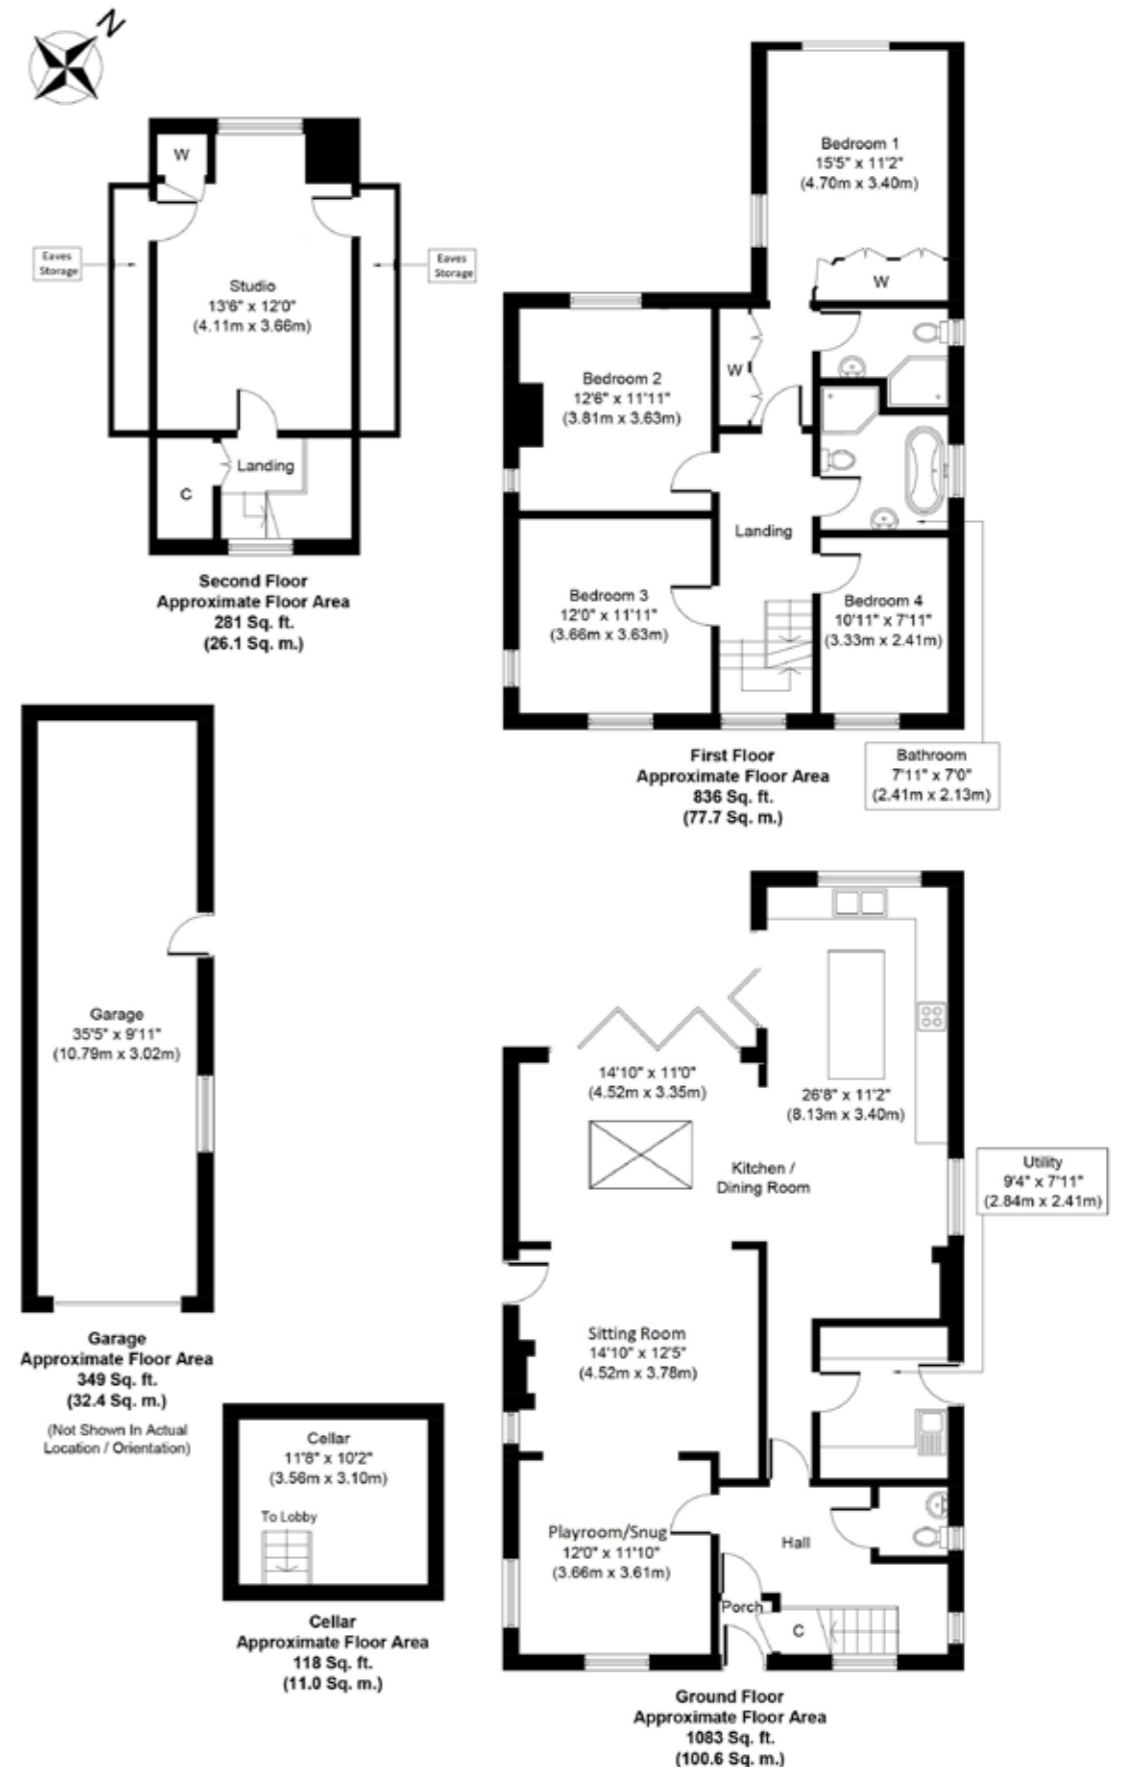 N
W
Eaves
Storage
Eaves
Storage
Studio
13'6" x 12'0"
(4.11m x 3.66m)
Landing
C
Second Floor
Approximate Floor Area
281 Sq. ft.
(26.1 Sq. m.)
Bedroom 1
15'5" x 11'2"
(4.70m x 3.40m)
W
W
Bedroom 2
12'6" x 11'11"
(3.81m x 3.63m)
Landing
Bedroom 3
12'0" x 11'11"
(3.66m x 3.63m)
Bedroom 4
10'11" x 7'11"
(3.33m x 2.41m)
First Floor
Approximate Floor Area
836 Sq. ft.
(77.7 Sq. m.)
Bathroom
7'11" x 7'0"
(2.41m x 2.13m)
Garage
35'5" x 9'11"
(10.79m x 3.02m)
Garage
Approximate Floor Area
349 Sq. ft.
(32.4 Sq. m.)
(Not Shown In Actual
Location / Orientation)
Cellar
11'8" x 10'2"
(3.56m x 3.10m)
To Lobby
Cellar
Approximate Floor Area
118 Sq. ft.
(11.0 Sq. m.)
14'10" x 11'0"
(4.52m x 3.35m)
26'8" x 11'2"
(8.13m x 3.40m)
Kitchen /
Dining Room
Utility
9'4" x 7'11"
(2.84m x 2.41m)
Sitting Room
14'10" x 12'5"
(4.52m x 3.78m)
Playroom/Snug
12'0" x 11'10"
(3.66m x 3.61m)
Hall
Porch
C
Ground Floor
Approximate Floor Area
1083 Sq. ft.
(100.6 Sq. m.)